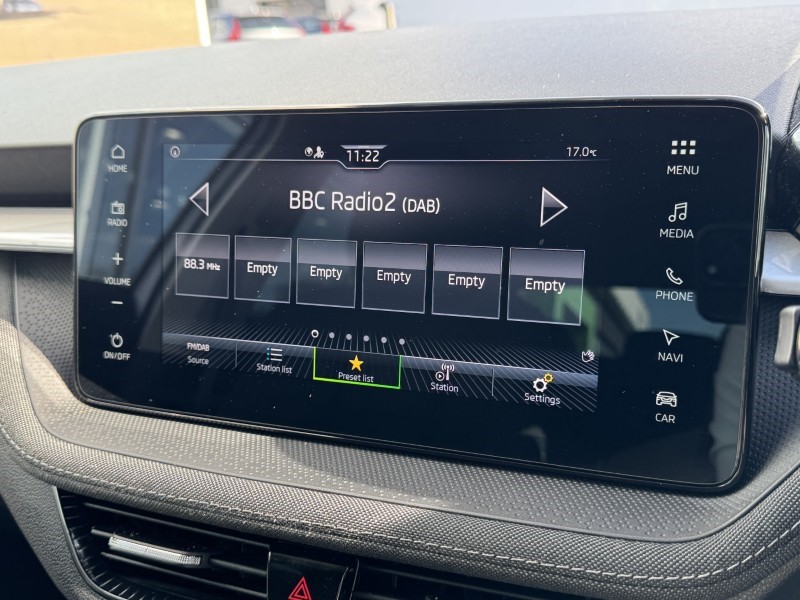 HOME
RADIO
VOLUME
ON/OFF
11:22
17.0°C
BBC Radio2 (DAB)
88.3 MHz
Empty
Empty
Empty
Empty
Empty
FM/DAB
Source
Station list
Preset list
Station
Settings
MENU
MEDIA
PHONE
NAVI
CAR